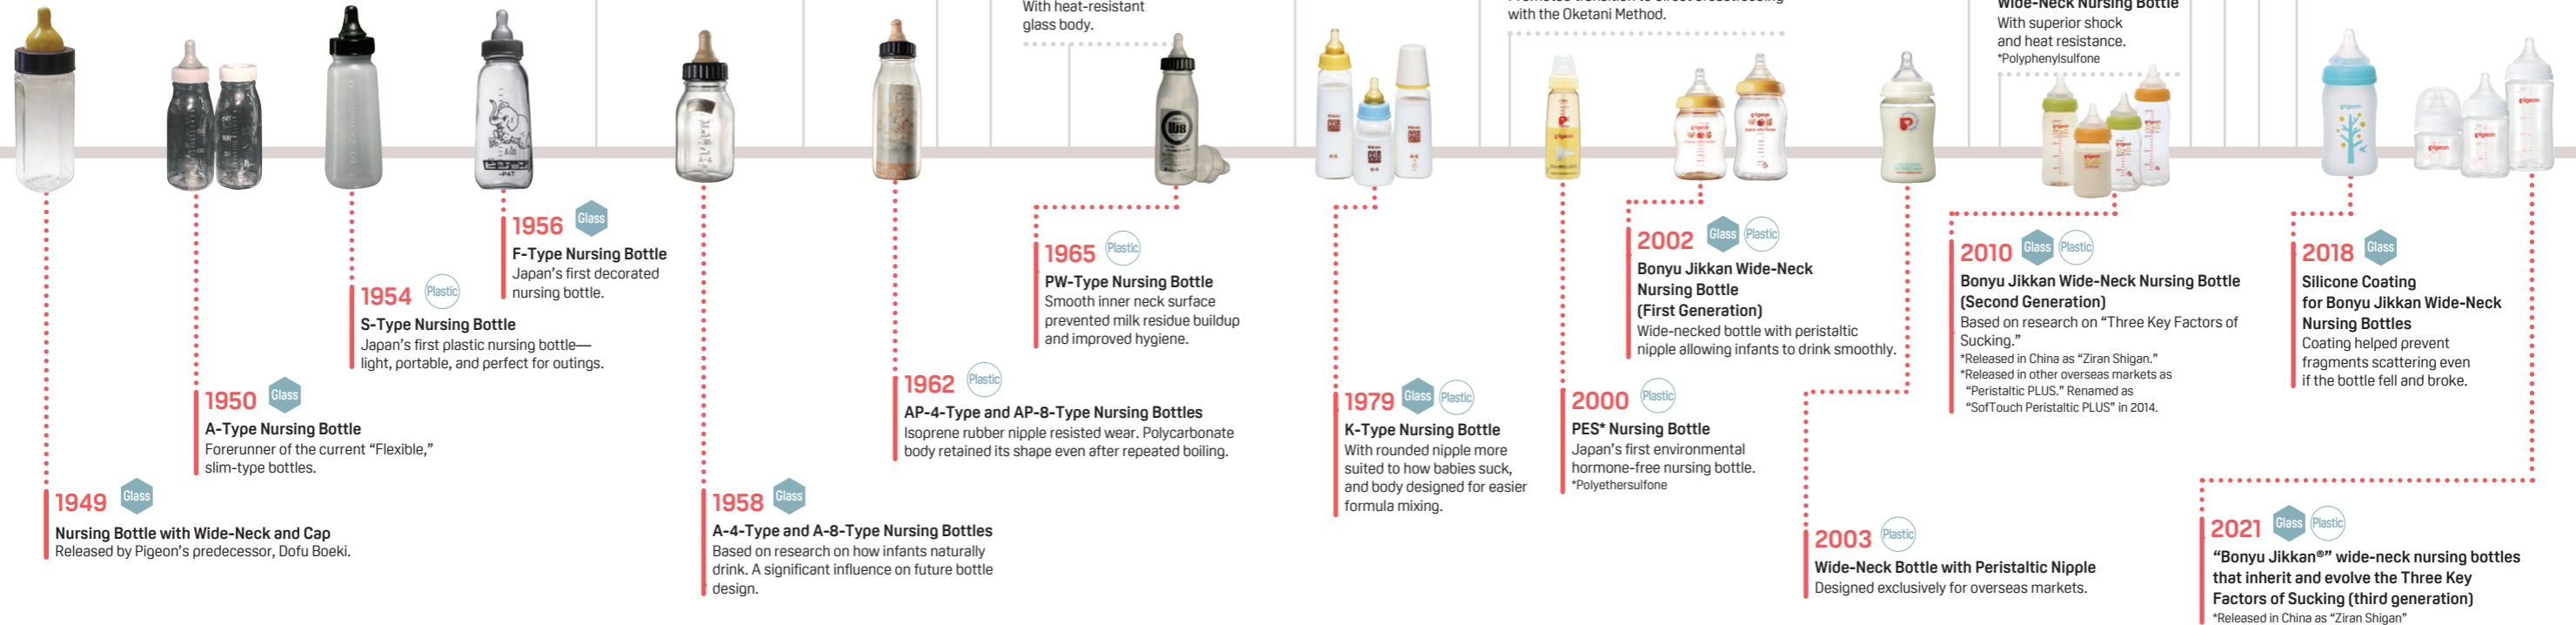 With heat-resistant
glass body.
with the Oketani Method.
Wide-Neck Nursing Bottle
With superior shock
and heat resistance.
*Polyphenylsulfone
1949 Glass
Nursing Bottle with Wide-Neck and Cap
Released by Pigeon's predecessor, Dofu Boeki.
1950 Glass
A-Type Nursing Bottle
Forerunner of the current “Flexible,”
slim-type bottles.
1954 Plastic
S-Type Nursing Bottle
Japan's first plastic nursing bottle—
light, portable, and perfect for outings.
1956 Glass
F-Type Nursing Bottle
Japan's first decorated
nursing bottle.
1958 Glass
A-4-Type and A-8-Type Nursing Bottles
Based on research on how infants naturally
drink. A significant influence on future bottle
design.
1962 Plastic
AP-4-Type and AP-8-Type Nursing Bottles
Isoprene rubber nipple resisted wear. Polycarbonate
body retained its shape even after repeated boiling.
1965 Plastic
PW-Type Nursing Bottle
Smooth inner neck surface
prevented milk residue buildup
and improved hygiene.
1979 Glass Plastic
K-Type Nursing Bottle
With rounded nipple more
suited to how babies suck,
and body designed for easier
formula mixing.
2000 Plastic
PES* Nursing Bottle
Japan's first environmental
hormone-free nursing bottle.
*Polyethersulfone
2002 Glass Plastic
Bonyu Jikkan Wide-Neck
Nursing Bottle
(First Generation)
Wide-necked bottle with peristaltic
nipple allowing infants to drink smoothly.
2003 Plastic
Wide-Neck Bottle with Peristaltic Nipple
Designed exclusively for overseas markets.
2010 Glass Plastic
Bonyu Jikkan Wide-Neck Nursing Bottle
(Second Generation)
Based on research on “Three Key Factors of
Sucking.”
*Released in China as “Ziran Shigan.”
*Released in other overseas markets as
“Peristaltic PLUS.” Renamed as
“SofTouch Peristaltic PLUS” in 2014.
2018 Glass
Silicone Coating
for Bonyu Jikkan Wide-Neck
Nursing Bottles
Coating helped prevent
fragments scattering even
if the bottle fell and broke.
2021 Glass Plastic
“Bonyu Jikkan®” wide-neck nursing bottles
that inherit and evolve the Three Key
Factors of Sucking (third generation)
*Released in China as “Ziran Shigan”